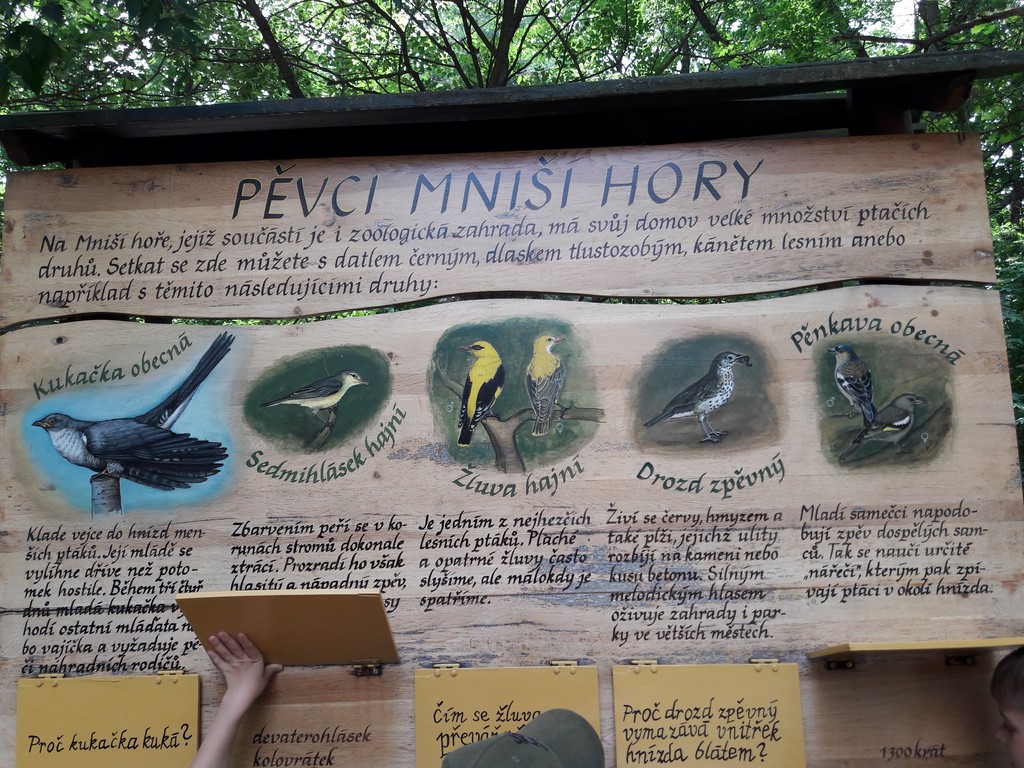 PĚVCI MNIŠÍ HORY
Na Mniší hoře, jejíž součástí je i zoologická zahrada, má svůj domov velké množství ptačích
druhů. Setkat se zde můžete s datlem černým, dlaskem tlustozobým, kánětem lesním anebo
například s těmito následujícimi druhy:
Kukačka obecná
Klade vejce do hnízd men-
ších ptáků. Její mládě se
vylíhne dříve než poto-
mek hostile. Během tří čtyř
dnů mladá kukačka vy
hodí ostatní mláďata ne
bo vajíčka a vyžaduje pé-
či náhradních rodičů.
Sedmihlásek hajní
Zbarvením peří se v ko-
runách stromů dokonale
ztrácí. Prozradí ho však
hlasitý a nápadný zpěv,
sy
Žluva hajní
Je jedním z nejhezčích
lesních ptáků. Plaché
a opatrné žluvy často
slyšíme, ale málokdy je
spatříme.
Drozd zpěvný
Živí se červy, hmyzem a
také plži, jejichž ulity
rozbíjí na kameni nebo
kusu betonu. Silným
melodickým hlasem
oživuje zahrady i par-
ky ve větších městech.
Pěnkava obecná
Mladí samečci napodo-
bují zpěv dospělých sam-
ců. Tak se naučí určité
„nářečí", kterým pak zpí-
vají ptáci v okolí hnízda.
Proč kukačka kuká?
devaterohlásek
kolovrátek
Čím se žluva
Proč drozd zpěvný
vymazává vnitřek
hnízda blátem?
1300 krát